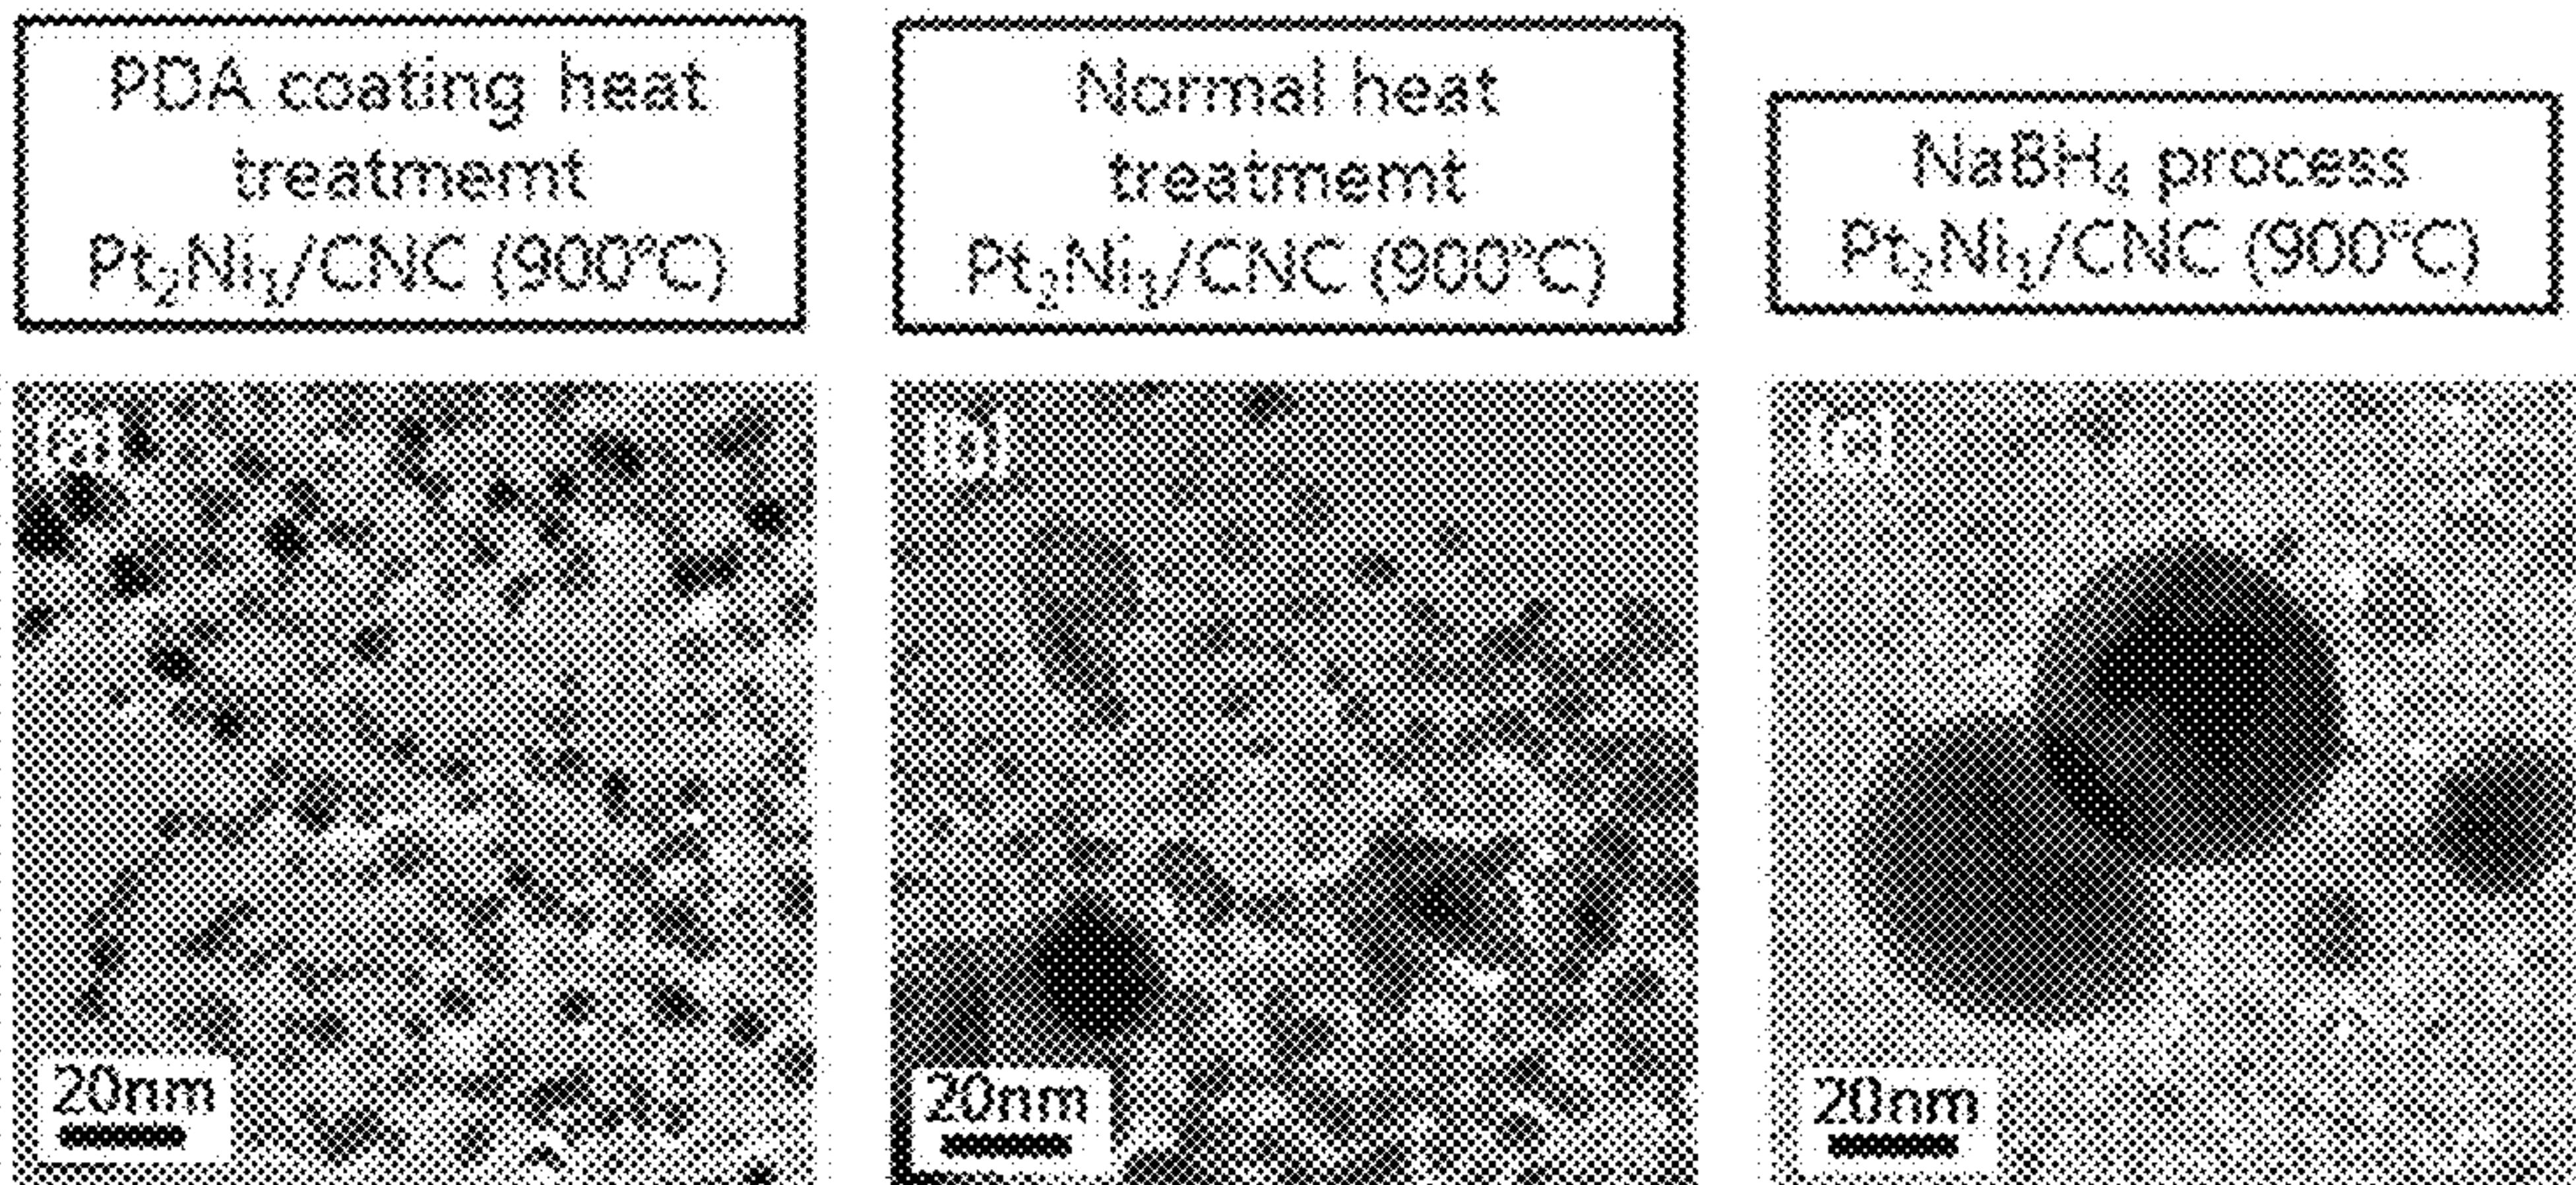 PDA coating heat
treatmemt
Pt₂Ni₁/CNC (900°C)
Normal heat
treatmemt
Pt₂Ni₁/CNC (900°C)
NaBH₄ process
Pt₂Ni₁/CNC (900°C)
(a)
(b)
(c)
20nm
20nm
20nm